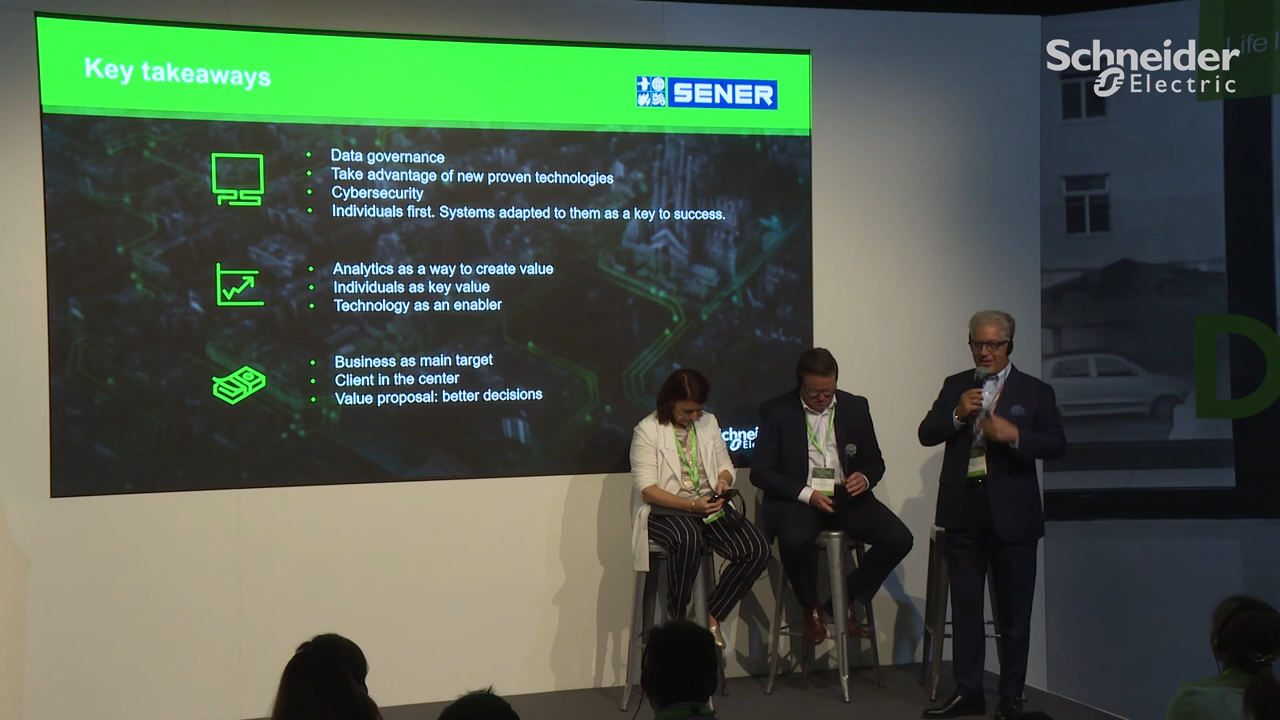 Key takeaways
SENER
Schneider
Electric
Life
Data governance
Take advantage of new proven technologies
Cybersecurity
Individuals first. Systems adapted to them as a key to success.
Analytics as a way to create value
Individuals as key value
Technology as an enabler
Business as main target
Client in the center
Value proposal: better decisions
D